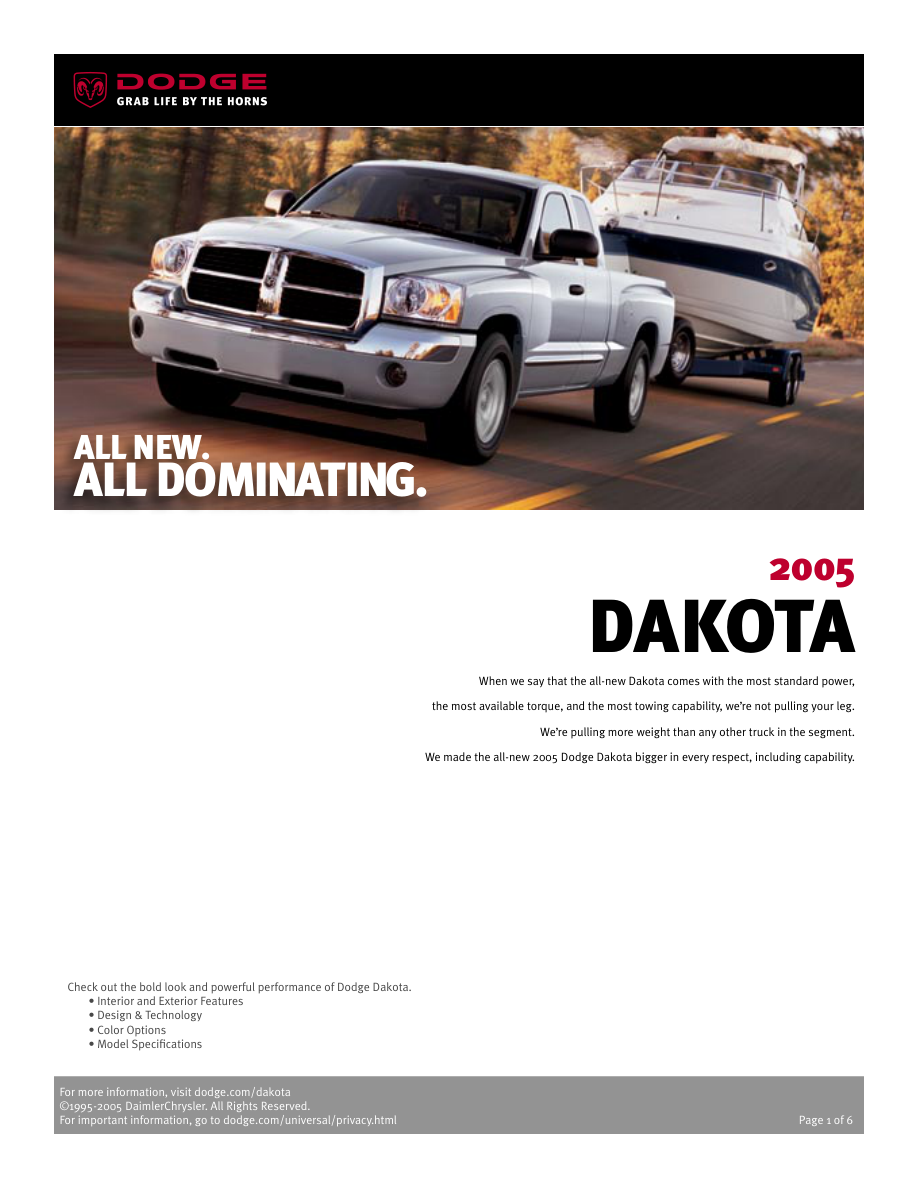 DODGE
GRAB LIFE BY THE HORNS
ALL NEW.
ALL DOMINATING.
2005
DAKOTA
When we say that the all-new Dakota comes with the most standard power,
the most available torque, and the most towing capability, we're not pulling your leg.
We're pulling more weight than any other truck in the segment.
We made the all-new 2005 Dodge Dakota bigger in every respect, including capability.
Check out the bold look and powerful performance of Dodge Dakota.
• Interior and Exterior Features
• Design & Technology
• Color Options
• Model Specifications
For more information, visit dodge.com/dakota
©1995-2005 DaimlerChrysler. All Rights Reserved.
For important information, go to dodge.com/universal/privacy.html
Page 1 of 6